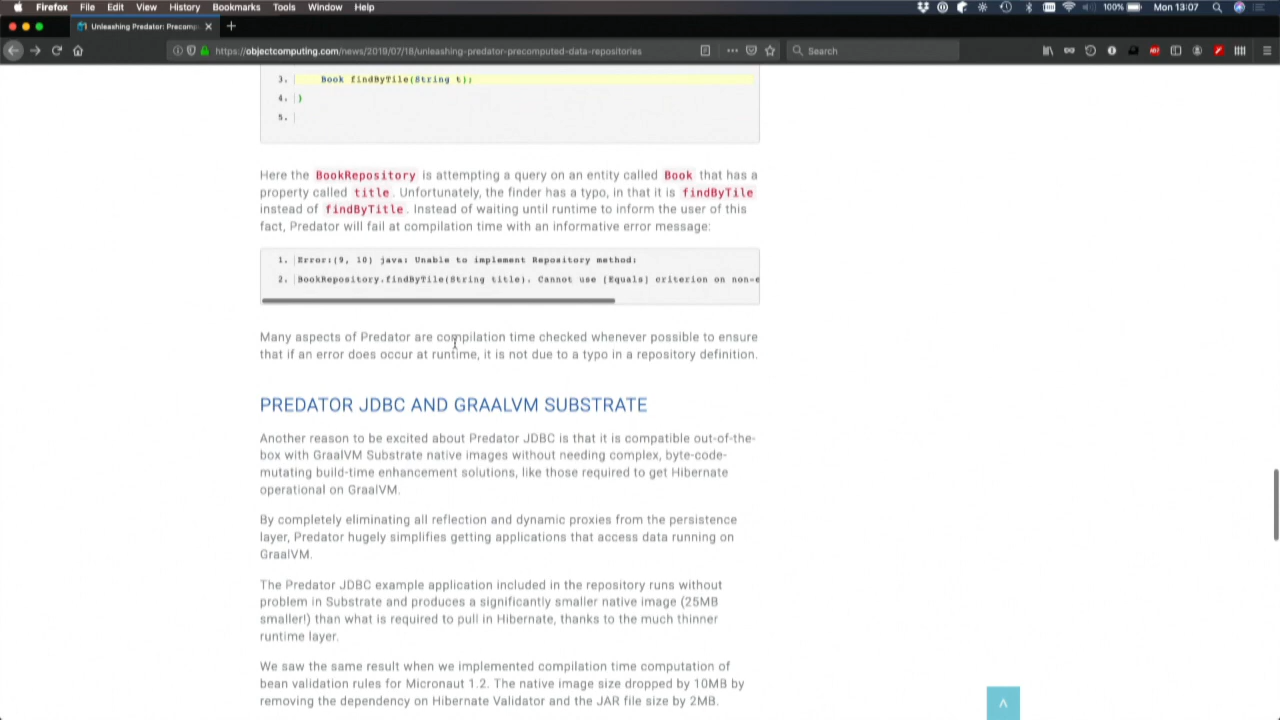 Firefox File Edit View History Bookmarks Tools Window Help 100% Mon 13:07
Unleashing Predator: Precomp
https://objectcomputing.com/news/2019/07/18/unleashing-predator-precomputed-data-repositories Search
3. Book findByTile(String t);
4. }
5.
Here the BookRepository is attempting a query on an entity called Book that has a
property called title. Unfortunately, the finder has a typo, in that it is findByTile
instead of findByTitle. Instead of waiting until runtime to inform the user of this
fact, Predator will fail at compilation time with an informative error message:
1. Error:(9, 10) java: Unable to implement Repository method:
2. BookRepository.findByTile(String title). Cannot use [Equals] criterion on non-e
Many aspects of Predator are compilation time checked whenever possible to ensure
that if an error does occur at runtime, it is not due to a typo in a repository definition.
PREDATOR JDBC AND GRAALVM SUBSTRATE
Another reason to be excited about Predator JDBC is that it is compatible out-of-the-
box with GraalVM Substrate native images without needing complex, byte-code-
mutating build-time enhancement solutions, like those required to get Hibernate
operational on GraalVM.
By completely eliminating all reflection and dynamic proxies from the persistence
layer, Predator hugely simplifies getting applications that access data running on
GraalVM.
The Predator JDBC example application included in the repository runs without
problem in Substrate and produces a significantly smaller native image (25MB
smaller!) than what is required to pull in Hibernate, thanks to the much thinner
runtime layer.
We saw the same result when we implemented compilation time computation of
bean validation rules for Micronaut 1.2. The native image size dropped by 10MB by
removing the dependency on Hibernate Validator and the JAR file size by 2MB.